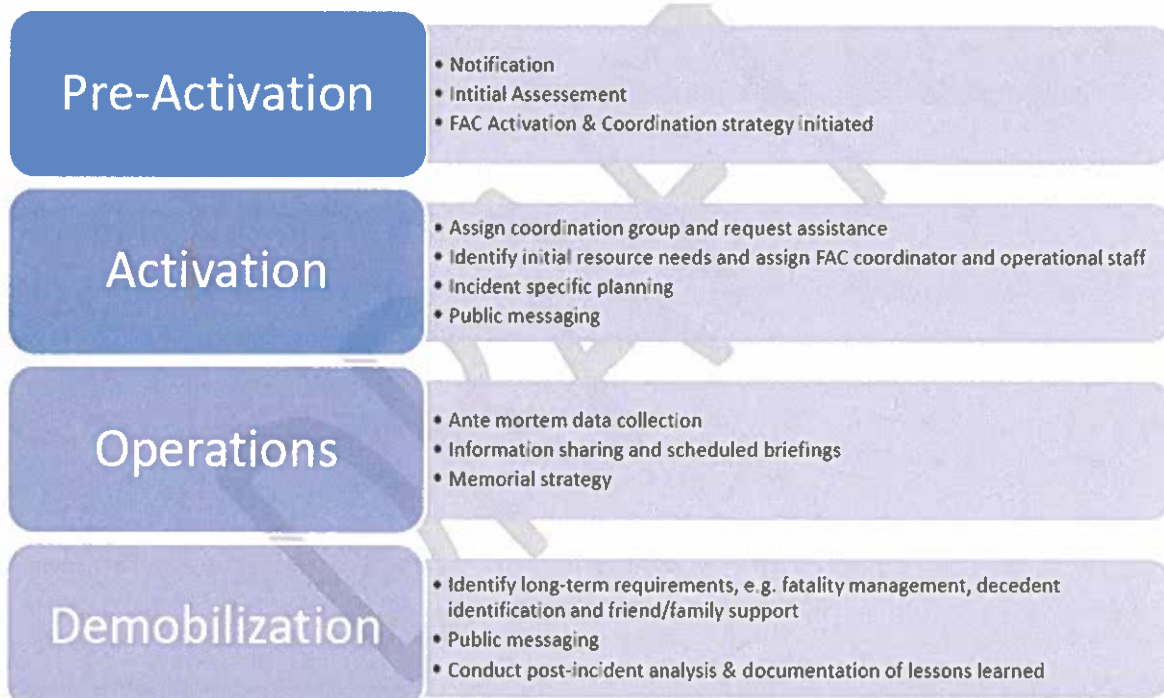 Pre-Activation
• Notification
• Intitial Assessement
• FAC Activation & Coordination strategy initiated
Activation
• Assign coordination group and request assistance
• Identify initial resource needs and assign FAC coordinator and operational staff
• Incident specific planning
• Public messaging
Operations
• Ante mortem data collection
• Information sharing and scheduled briefings
• Memorial strategy
Demobilization
• Identify long-term requirements, e.g. fatality management, decedent
identification and friend/family support
• Public messaging
• Conduct post-incident analysis & documentation of lessons learned